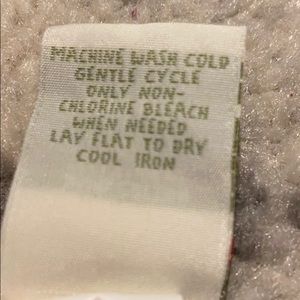 MACHINE WASH COLD
GENTLE CYCLE
ONLY NON-
CHLORINE BLEACH
WHEN NEEDED
LAY FLAT TO DRY
COOL IRON